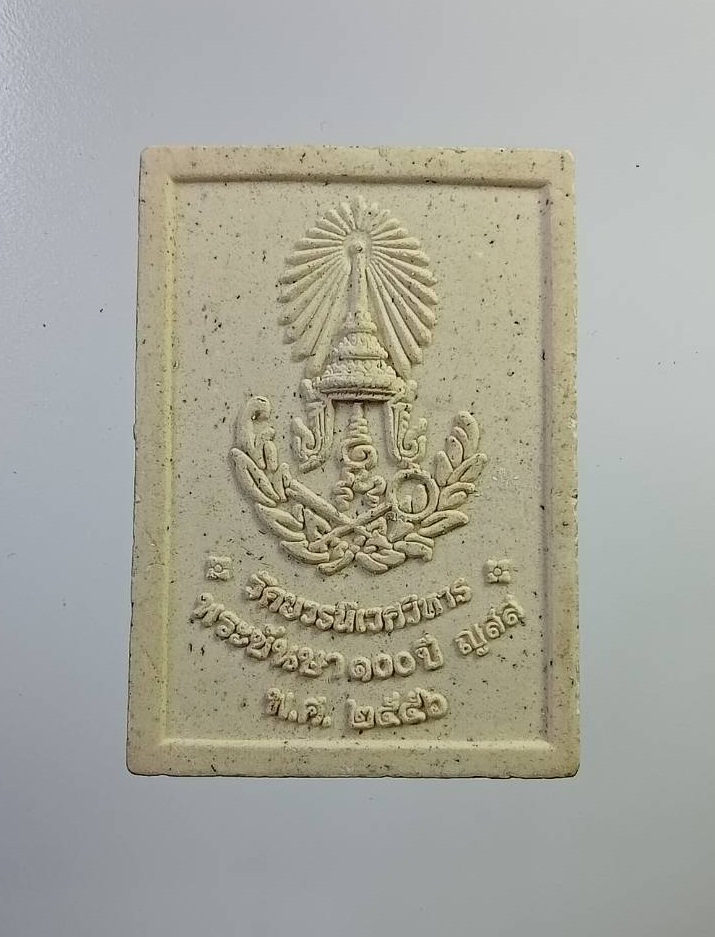 วัดบวรนิเวศวิหาร
พระชันษา ๑๐๐ ปี ญสส
พ.ศ. ๒๕๕๖